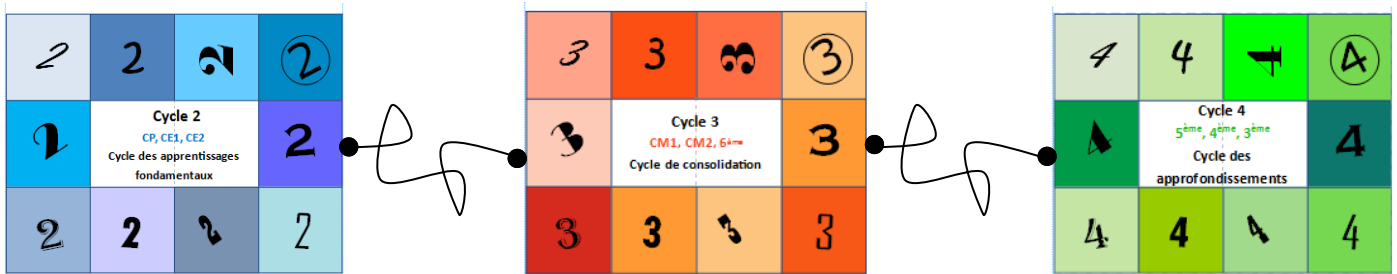 2 2 2 2
2 Cycle 2 2
CP, CE1, CE2
Cycle des apprentissages
fondamentaux
2 2 2 2
3 3 3 3
3 Cycle 3 3
CM1, CM2, 6ème
Cycle de consolidation
3 3 3 3
4 4 4 4
4 Cycle 4 4
5ème, 4ème, 3ème
Cycle des
approfondissements
4 4 4 4